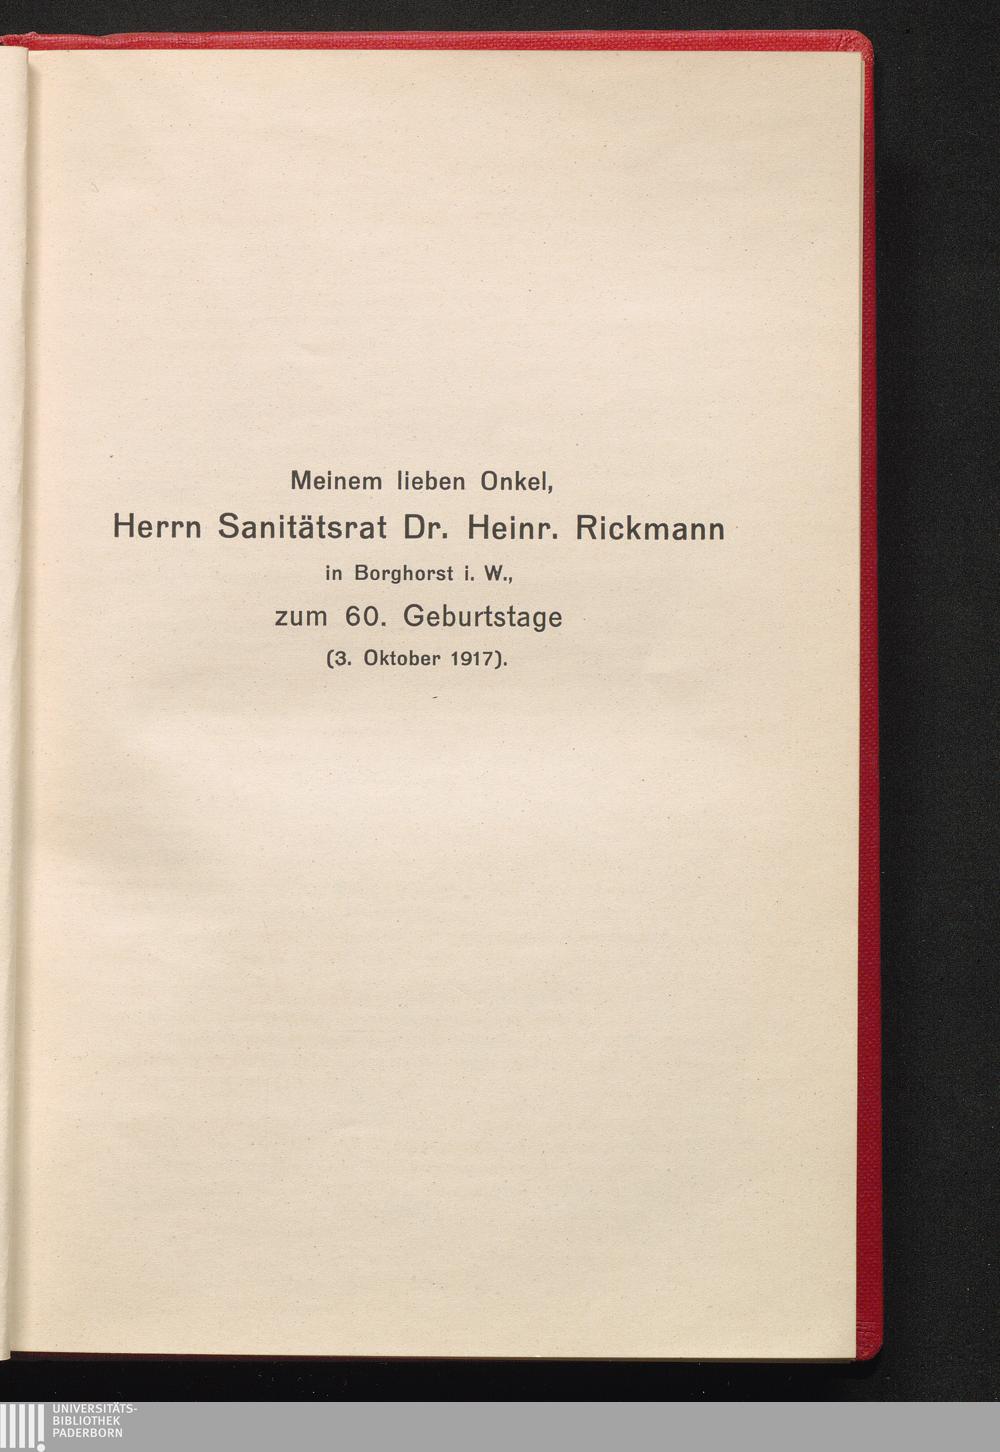 Meinem lieben Onkel,
Herrn Sanitätsrat Dr. Heinr. Rickmann
in Borghorst i. W.,
zum 60. Geburtstage
(3. Oktober 1917).
UNIVERSITÄTS-
BIBLIOTHEK
PADERBORN